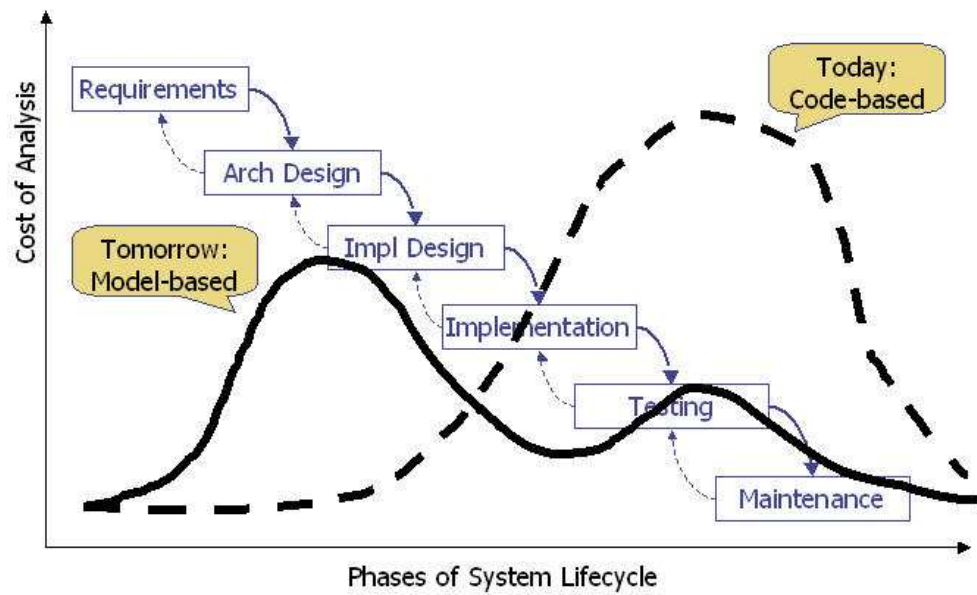 Today:
Code-based
Requirements
Arch Design
Tomorrow:
Model-based
Impl Design
Implementation
Testing
Maintenance
Cost of Analysis
Phases of System Lifecycle